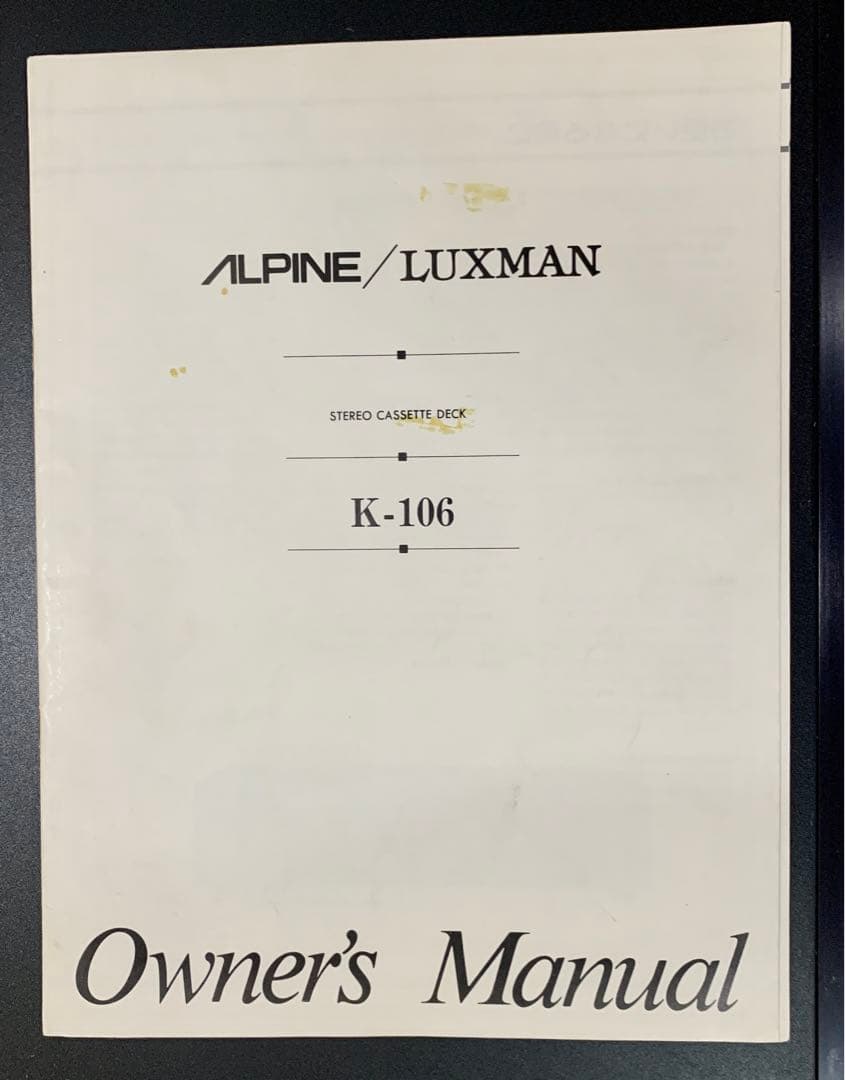 ALPINE/LUXMAN
STEREO CASSETTE DECK
K-106
Owner's Manual